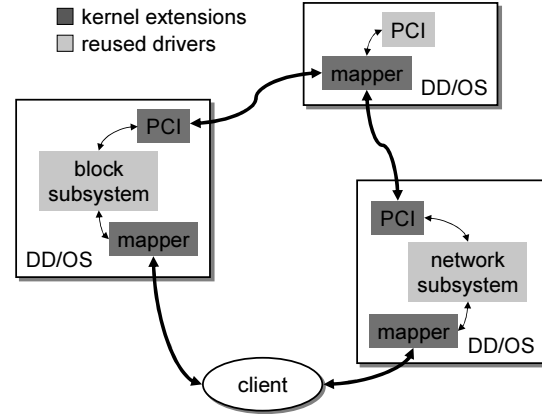 kernel extensions
reused drivers
PCI
mapper
DD/OS
PCI
block
subsystem
mapper
DD/OS
PCI
network
subsystem
mapper
DD/OS
client